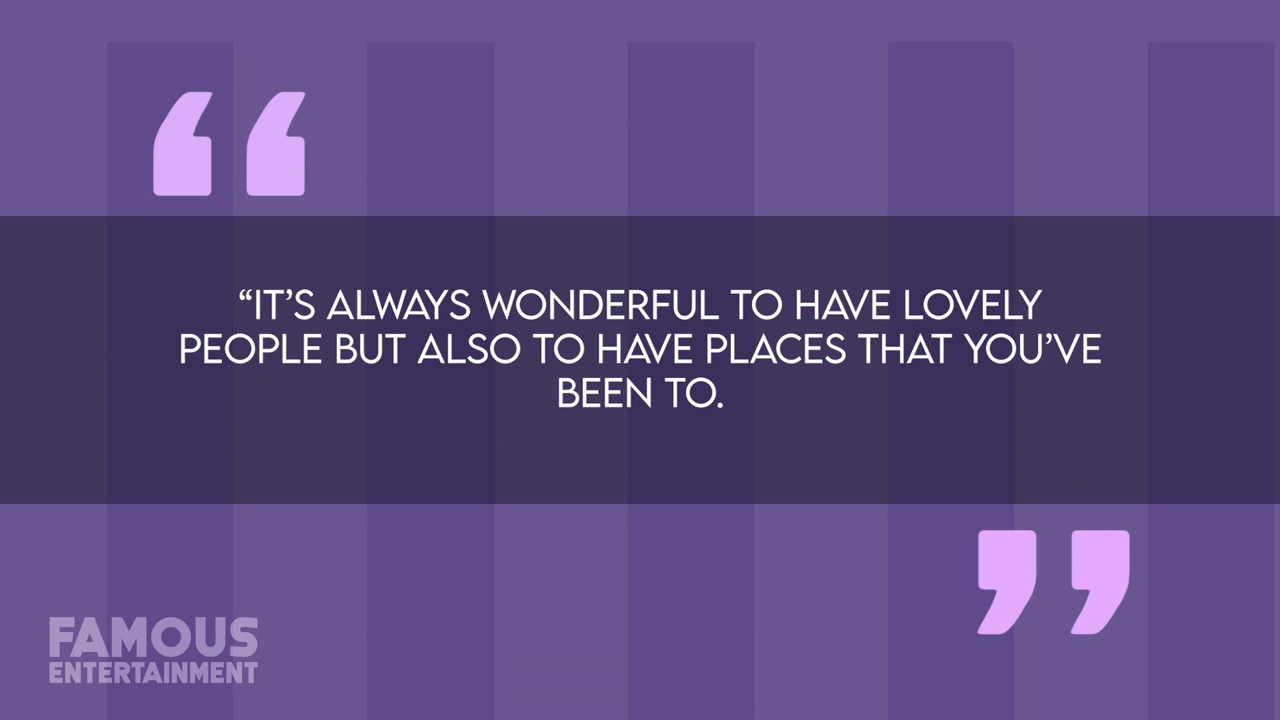 “IT’S ALWAYS WONDERFUL TO HAVE LOVELY
PEOPLE BUT ALSO TO HAVE PLACES THAT YOU’VE
BEEN TO.
FAMOUS
ENTERTAINMENT